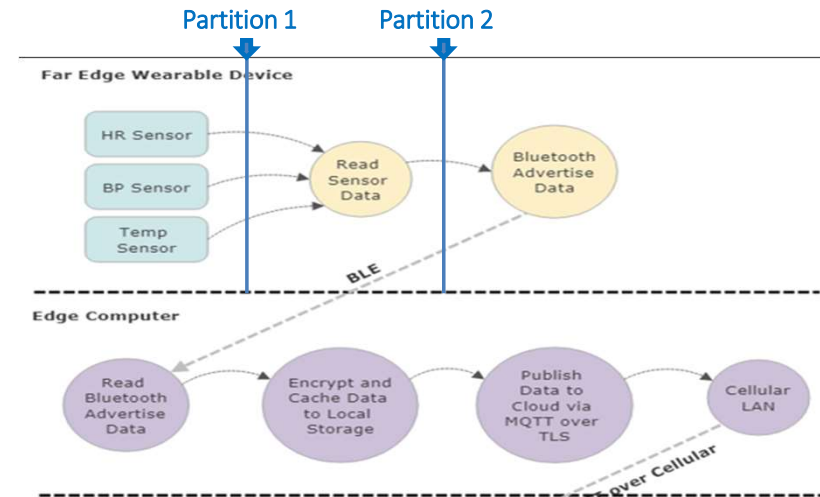 Partition 1
Partition 2
Far Edge Wearable Device
HR Sensor
BP Sensor
Temp
Sensor
Read
Sensor
Data
Bluetooth
Advertise
Data
BLE
Edge Computer
Read
Bluetooth
Advertise
Data
Encrypt and
Cache Data
to Local
Storage
Publish
Data to
Cloud via
MQTT over
TLS
Cellular
LAN
over Cellular